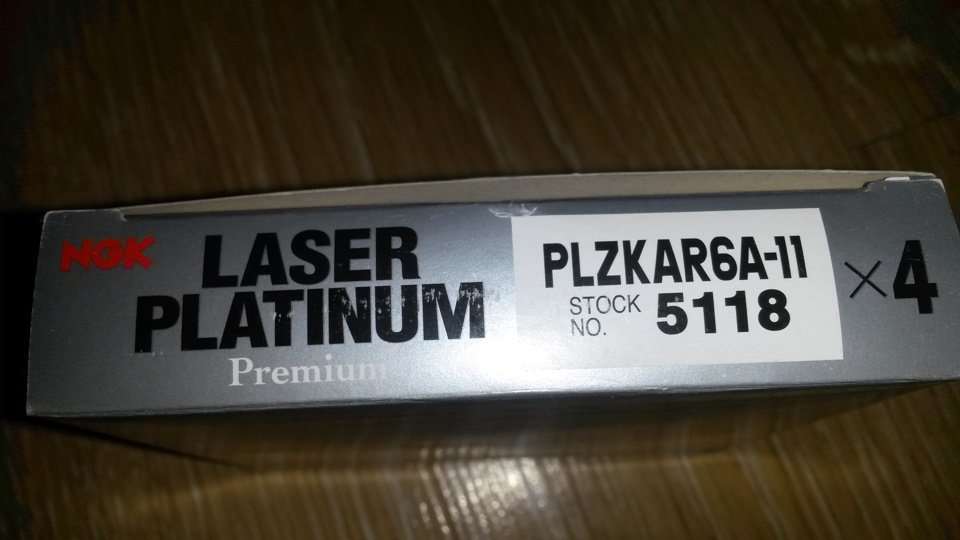 NGK
LASER
PLATINUM
Premium
PLZKAR6A-11
STOCK
NO. 5118
×4